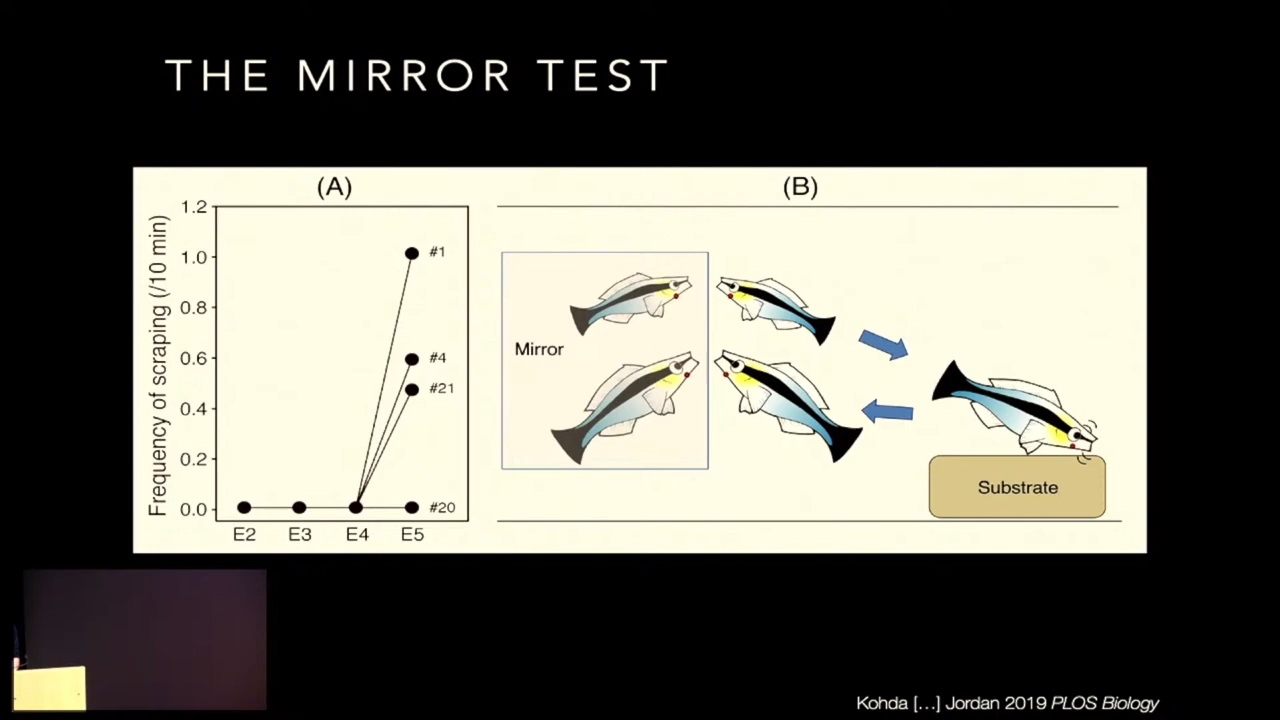 THE MIRROR TEST
(A)
Frequency of scraping (/10 min)
1.2
1.0
0.8
0.6
0.4
0.2
0.0
#1
#4
#21
#20
E2 E3 E4 E5
(B)
Mirror
Substrate
Kohda [...] Jordan 2019 PLOS Biology